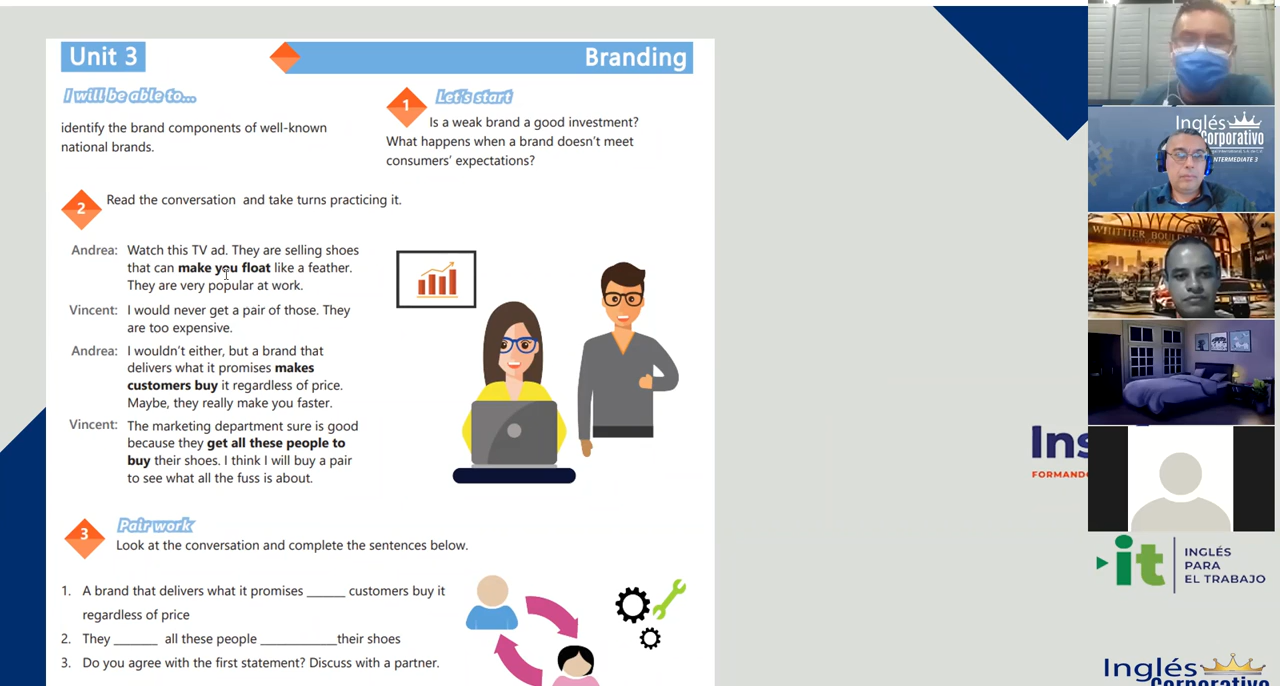 Unit 3
Branding
I will be able to...
identify the brand components of well-known
national brands.
1
Let's start
Is a weak brand a good investment?
What happens when a brand doesn't meet
consumers' expectations?
2
Read the conversation and take turns practicing it.
Andrea: Watch this TV ad. They are selling shoes
that can make you float like a feather.
They are very popular at work.
Vincent: I would never get a pair of those. They
are too expensive.
Andrea: I wouldn't either, but a brand that
delivers what it promises makes
customers buy it regardless of price.
Maybe, they really make you faster.
Vincent: The marketing department sure is good
because they get all these people to
buy their shoes. I think I will buy a pair
to see what all the fuss is about.
3
Pair work
Look at the conversation and complete the sentences below.
1. A brand that delivers what it promises ______ customers buy it
regardless of price
2. They _______ all these people ____________their shoes
3. Do you agree with the first statement? Discuss with a partner.
Inglés
Corporativo
NTERMEDIATE 3
WHITTIER BOULEVARD
Ins
FORMAND
it
INGLÉS
PARA
EL TRABAJO
Inglés
Corporativo